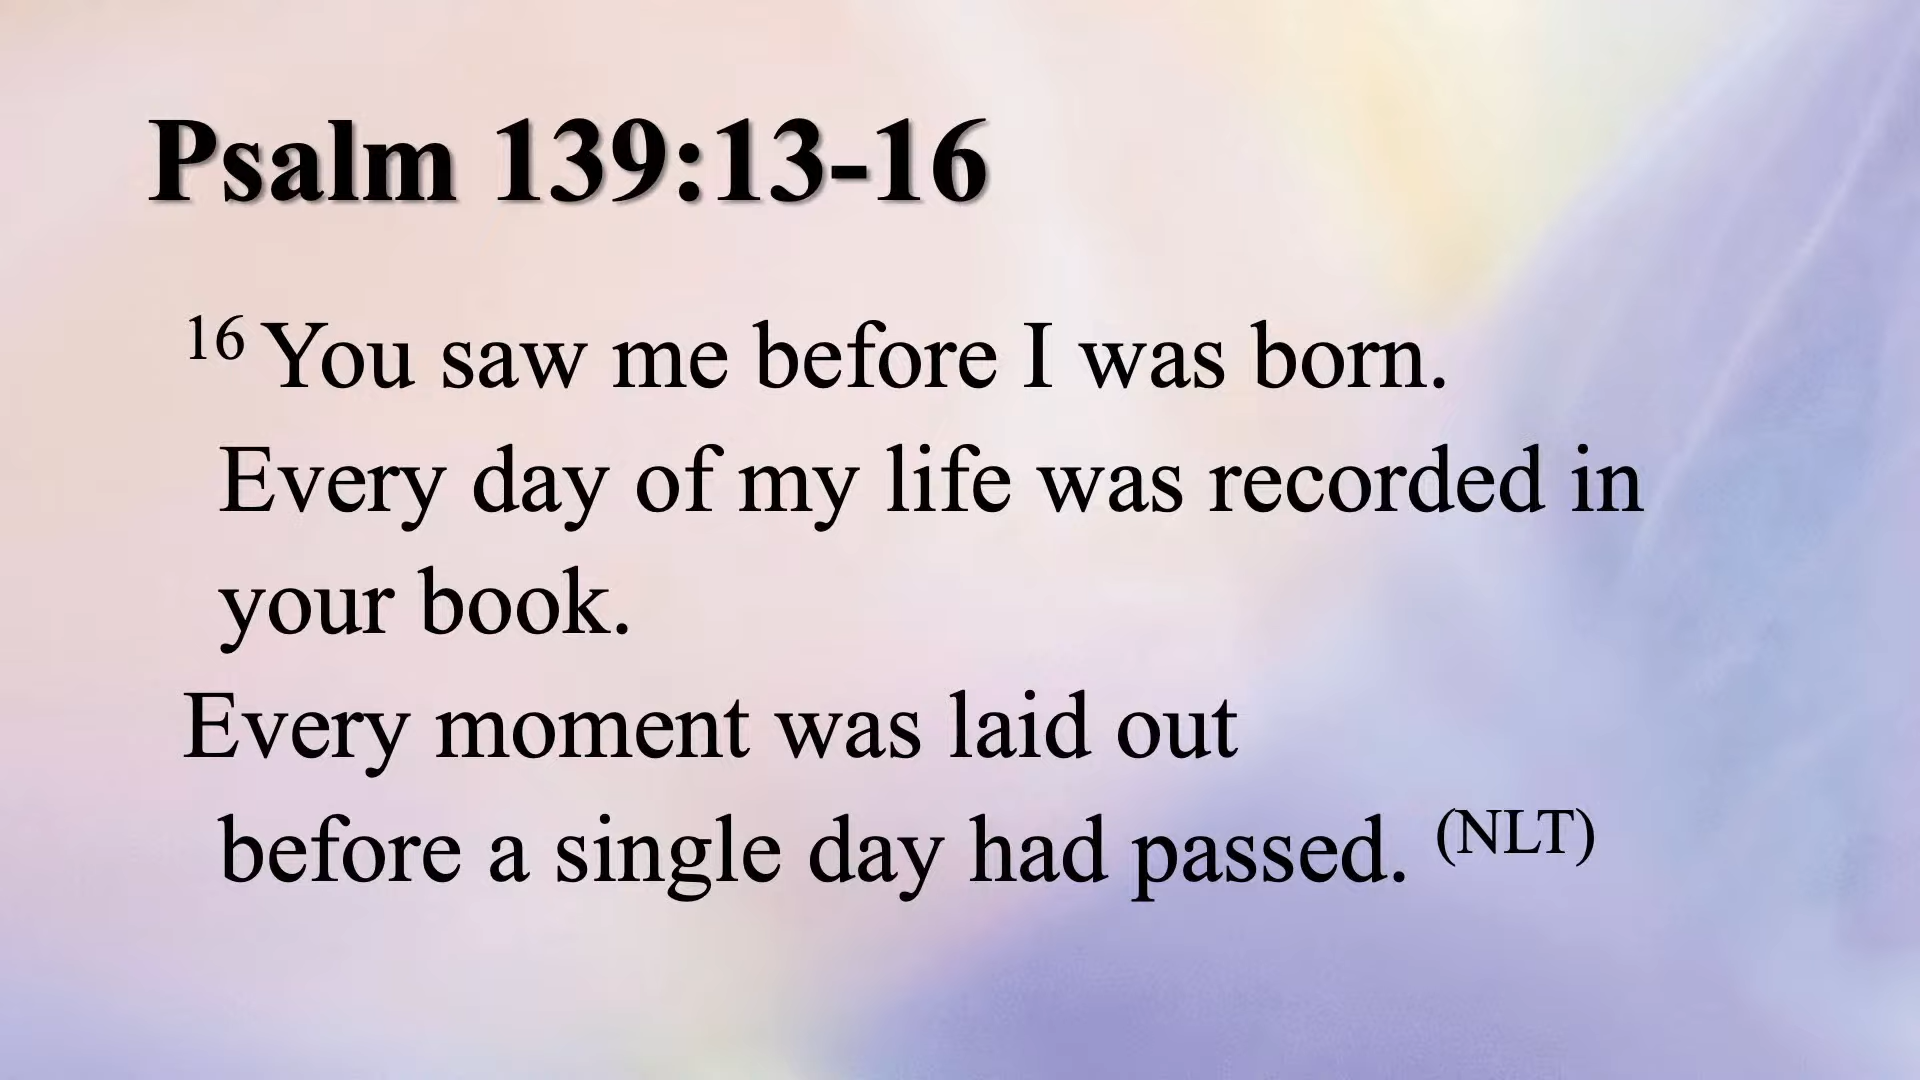 Psalm 139:13-16
16 You saw me before I was born.
Every day of my life was recorded in
your book.
Every moment was laid out
before a single day had passed. (NLT)